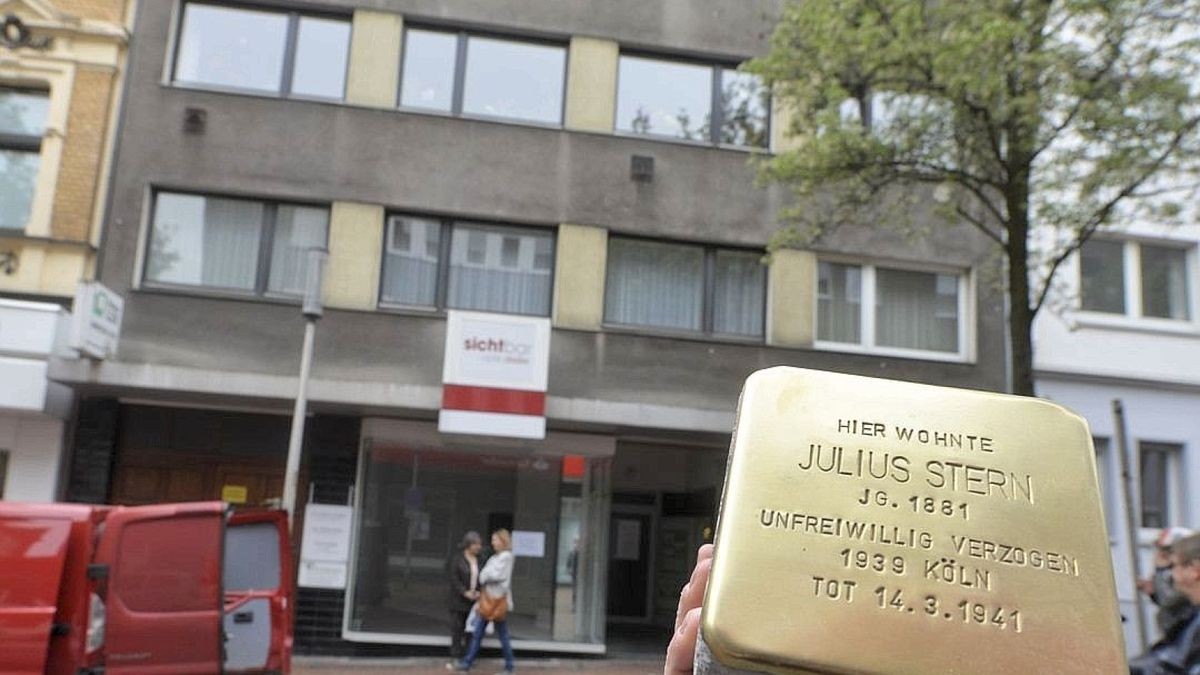 sichtbar
HIER WOHNTE
JULIUS STERN
JG. 1881
UNFREIWILLIG VERZOGEN
1939 KÖLN
TOT 14.3.1941